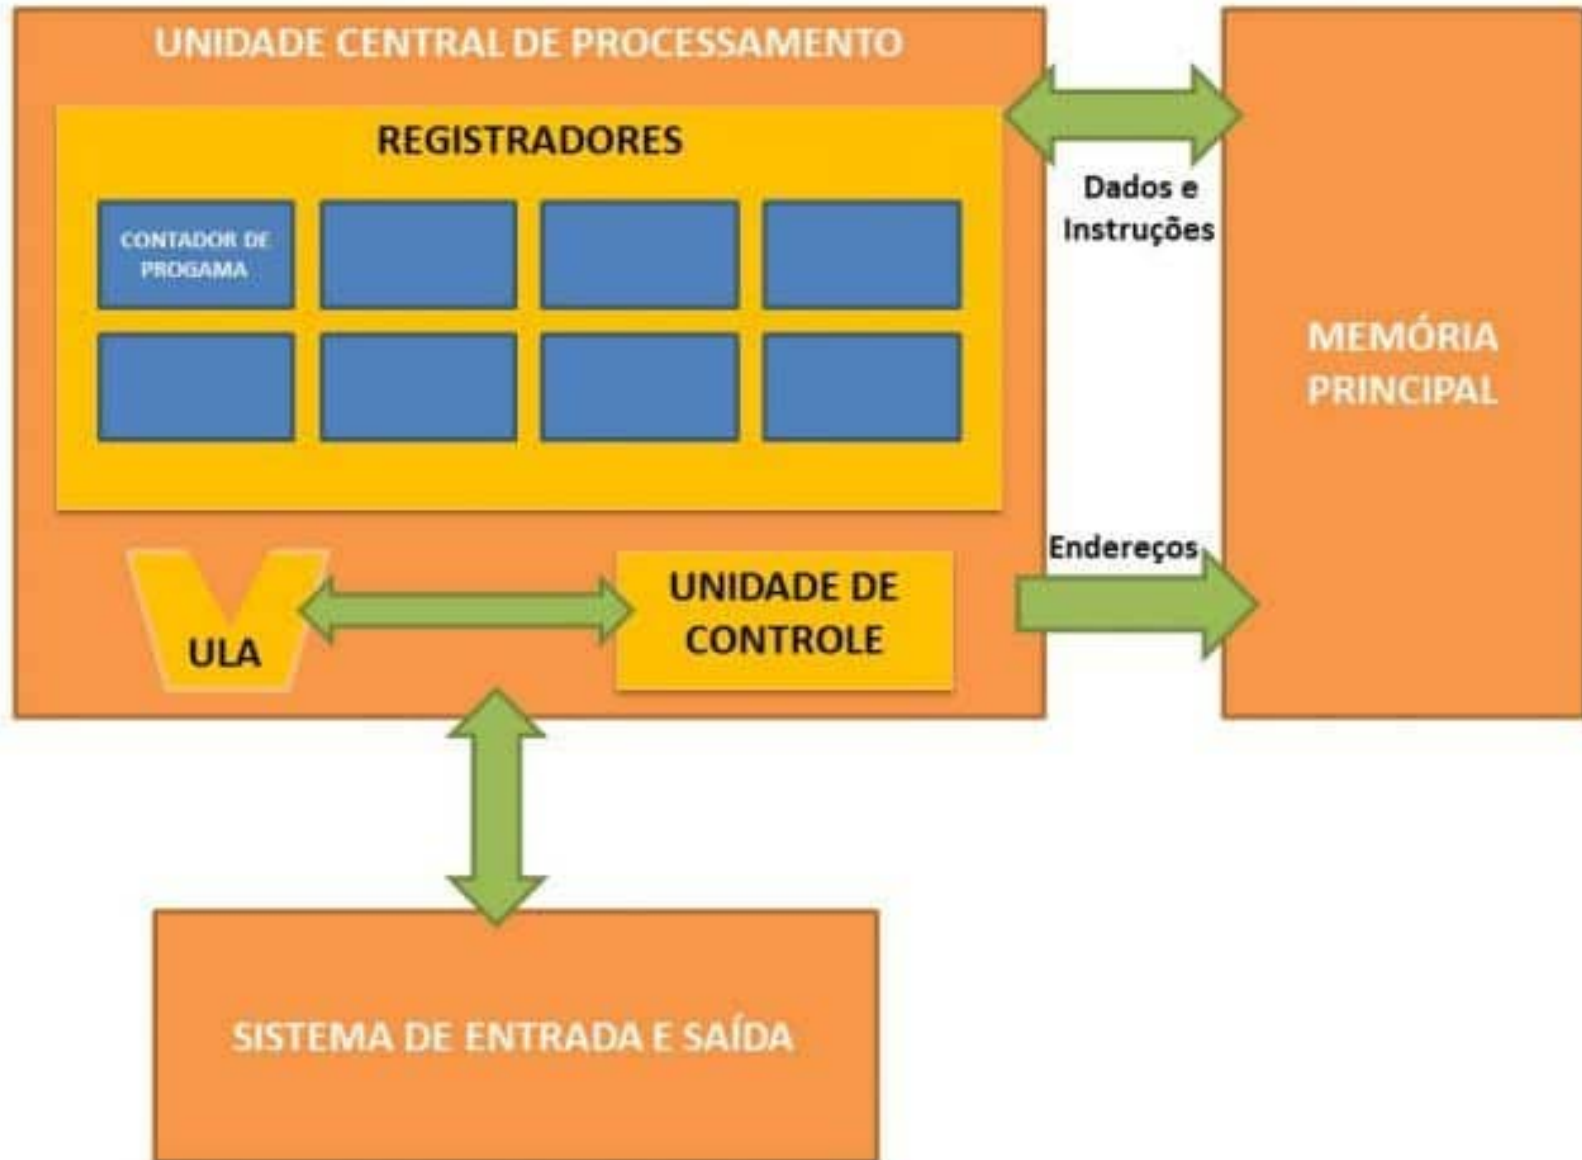 UNIDADE CENTRAL DE PROCESSAMENTO
REGISTRADORES
CONTADOR DE
PROGAMA
Dados e
Instruções
MEMÓRIA
PRINCIPAL
Endereços
ULA
UNIDADE DE
CONTROLE
SISTEMA DE ENTRADA E SAÍDA